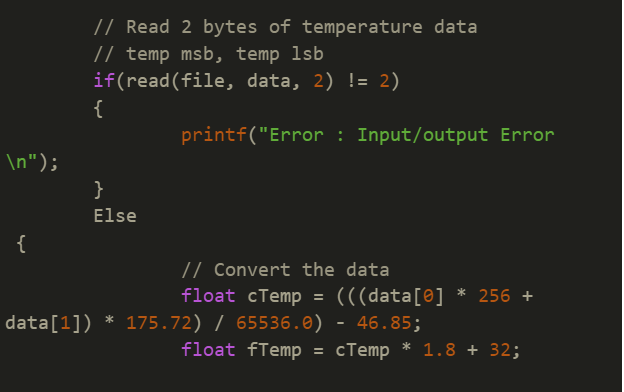 // Read 2 bytes of temperature data
// temp msb, temp lsb
if(read(file, data, 2) != 2)
{
printf("Error : Input/output Error
\n");
}
Else
{
// Convert the data
float cTemp = (((data[0] * 256 +
data[1]) * 175.72) / 65536.0) - 46.85;
float fTemp = cTemp * 1.8 + 32;